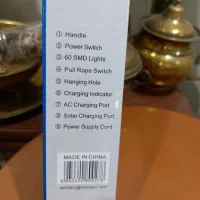 ① Handle
② Power Switch
③ 60 SMD Lights
④ Pull Rope Switch
⑤ Hanging Hole
⑥ Charging Indicator
⑦ AC Charging Port
⑧ Solar Charging Port
⑨ Power Supply Cord
MADE IN CHINA